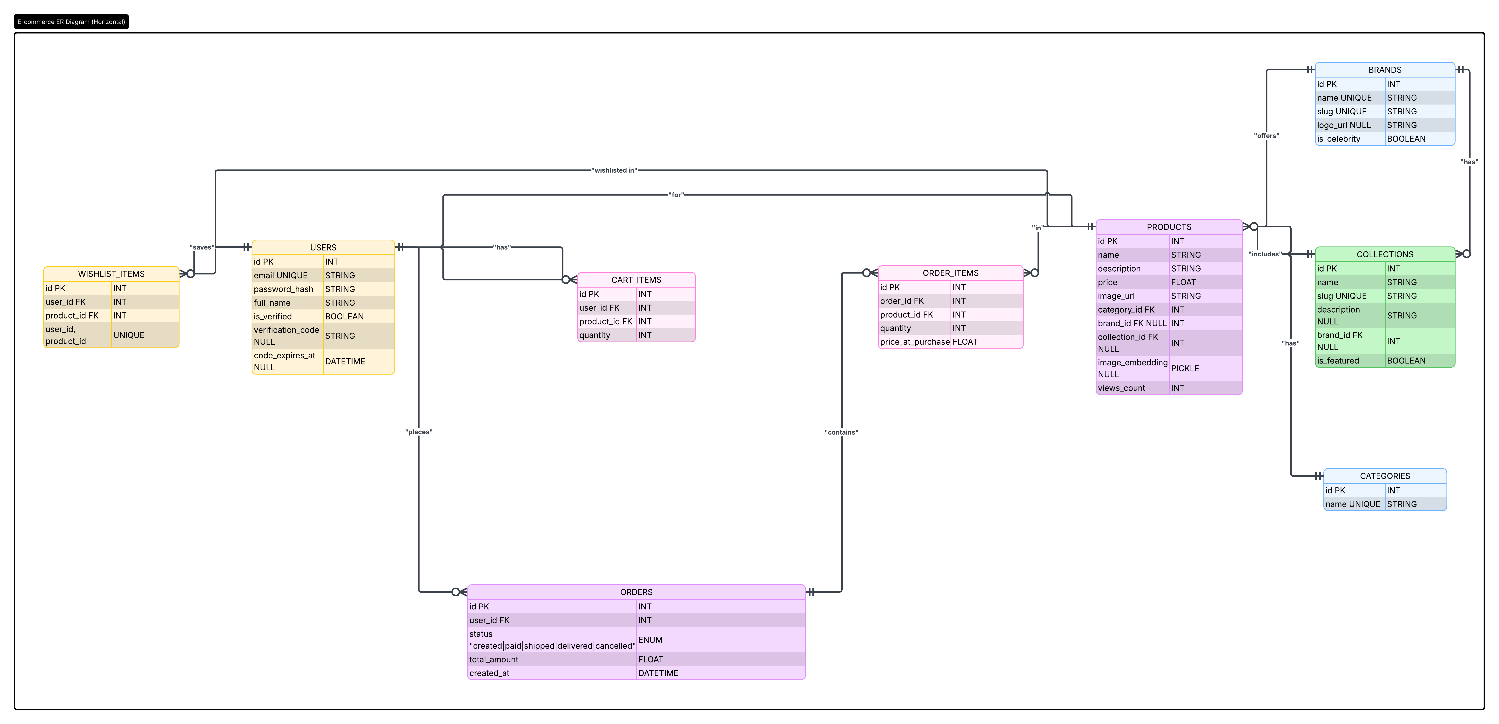 E-commerce ER Diagram (Horizontal)
BRANDS
id PK INT
name UNIQUE STRING
slug UNIQUE STRING
logo_url NULL STRING
is_celebrity BOOLEAN
"offers"
"has"
"wishlisted in"
"for"
"in"
"saves"
"has"
"includes"
WISHLIST_ITEMS
id PK INT
user_id FK INT
product_id FK INT
user_id,
product_id UNIQUE
USERS
id PK INT
email UNIQUE STRING
password_hash STRING
full_name STRING
is_verified BOOLEAN
verification_code
NULL STRING
code_expires_at
NULL DATETIME
CART_ITEMS
id PK INT
user_id FK INT
product_id FK INT
quantity INT
ORDER_ITEMS
id PK INT
order_id FK INT
product_id FK INT
quantity INT
price_at_purchase FLOAT
PRODUCTS
id PK INT
name STRING
description STRING
price FLOAT
image_url STRING
category_id FK INT
brand_id FK NULL INT
collection_id FK
NULL INT
image_embedding
NULL PICKLE
views_count INT
COLLECTIONS
id PK INT
name STRING
slug UNIQUE STRING
description
NULL STRING
brand_id FK
NULL INT
is_featured BOOLEAN
"has"
"places"
"contains"
CATEGORIES
id PK INT
name UNIQUE STRING
ORDERS
id PK INT
user_id FK INT
status
"created|paid|shipped|delivered|cancelled" ENUM
total_amount FLOAT
created_at DATETIME